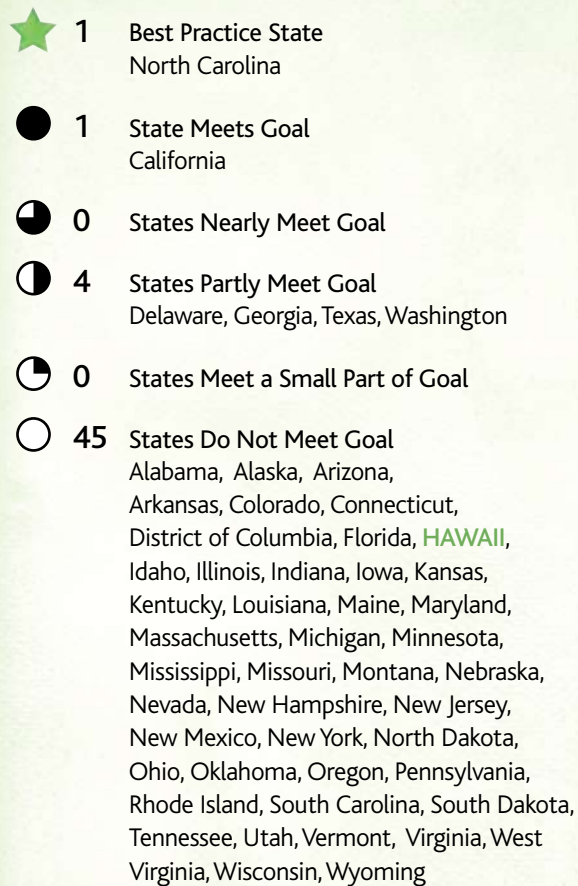 1 Best Practice State
North Carolina
1 State Meets Goal
California
0 States Nearly Meet Goal
4 States Partly Meet Goal
Delaware, Georgia, Texas, Washington
0 States Meet a Small Part of Goal
45 States Do Not Meet Goal
Alabama, Alaska, Arizona,
Arkansas, Colorado, Connecticut,
District of Columbia, Florida, HAWAII,
Idaho, Illinois, Indiana, Iowa, Kansas,
Kentucky, Louisiana, Maine, Maryland,
Massachusetts, Michigan, Minnesota,
Mississippi, Missouri, Montana, Nebraska,
Nevada, New Hampshire, New Jersey,
New Mexico, New York, North Dakota,
Ohio, Oklahoma, Oregon, Pennsylvania,
Rhode Island, South Carolina, South Dakota,
Tennessee, Utah, Vermont, Virginia, West
Virginia, Wisconsin, Wyoming